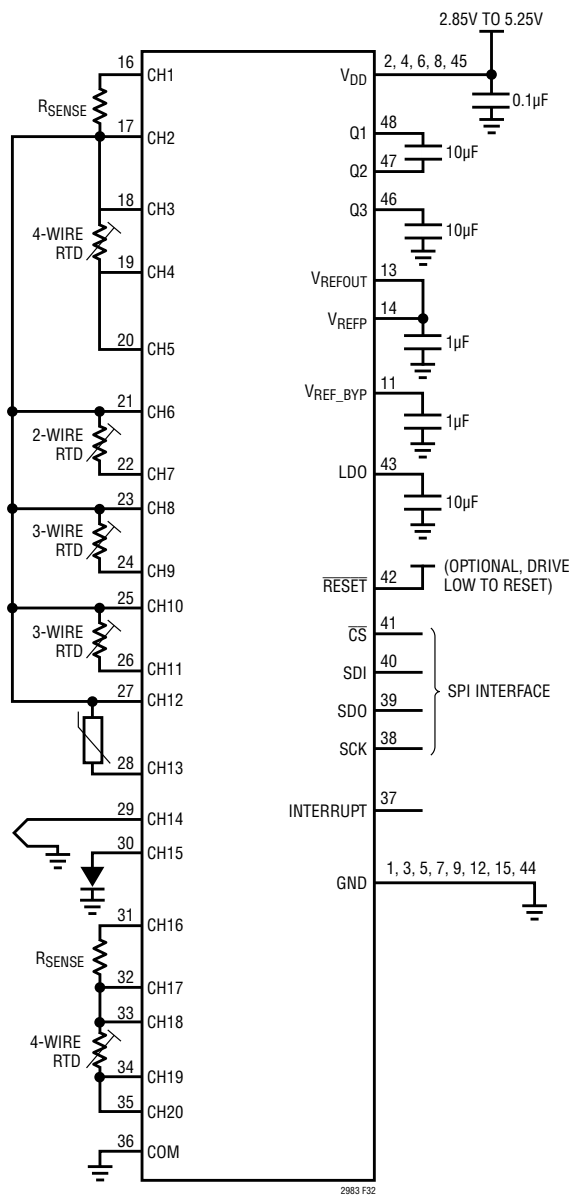 2.85V TO 5.25V
16 CH1
RSENSE
17 CH2
18 CH3
4-WIRE
RTD
19 CH4
20 CH5
21 CH6
2-WIRE
RTD
22 CH7
23 CH8
3-WIRE
RTD
24 CH9
25 CH10
3-WIRE
RTD
26 CH11
27 CH12
28 CH13
29 CH14
30 CH15
31 CH16
RSENSE
32 CH17
33 CH18
4-WIRE
RTD
34 CH19
35 CH20
36 COM
VDD 2, 4, 6, 8, 45
0.1µF
Q1 48
10µF
Q2 47
Q3 46
10µF
VREFOUT 13
VREFP 14
1µF
VREF_BYP 11
1µF
LDO 43
10µF
RESET 42
(OPTIONAL, DRIVE
LOW TO RESET)
CS 41
SDI 40
SDO 39
SCK 38
SPI INTERFACE
INTERRUPT 37
GND 1, 3, 5, 7, 9, 12, 15, 44
2983 F32